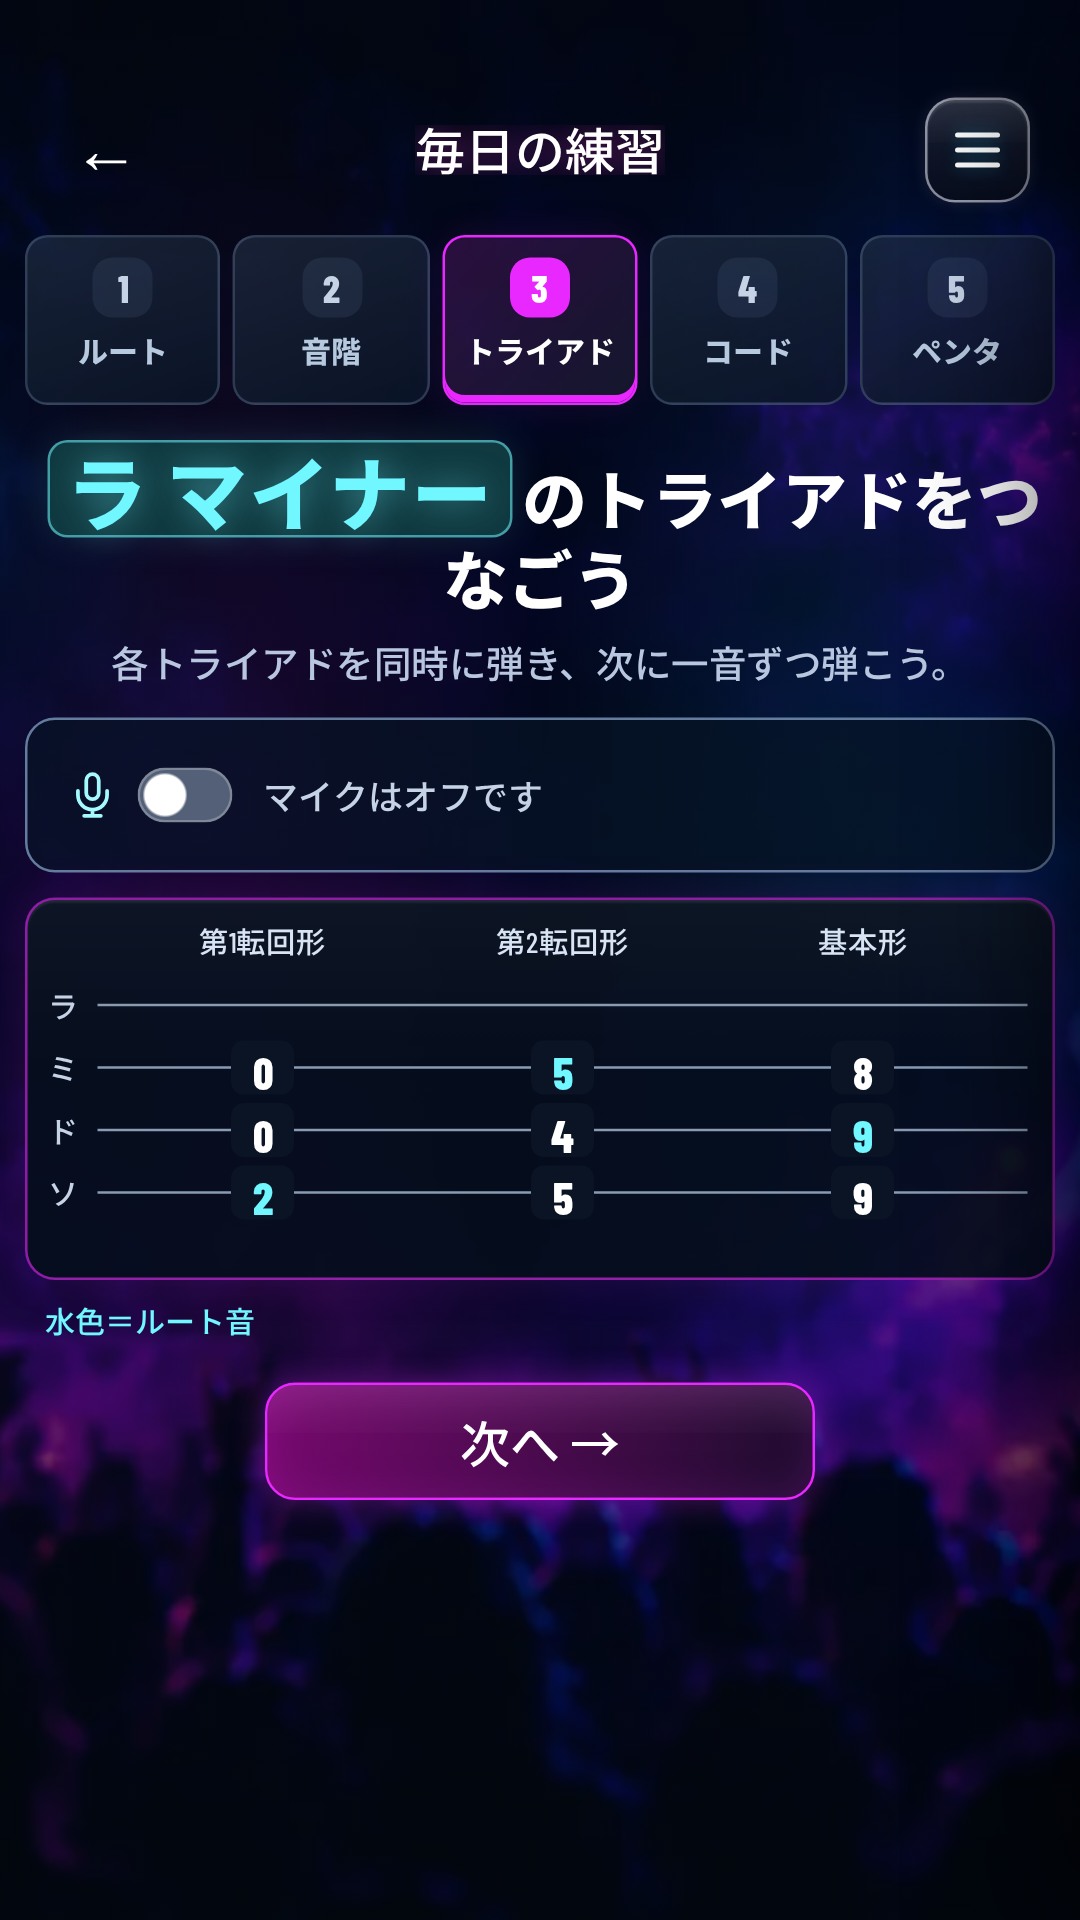 ← 毎日の練習
1 2 3 4 5
ルート 音階 トライアド コード ペンタ
ラ マイナー のトライアドをつ
なごう
各トライアドを同時に弾き、次に一音ずつ弾こう。
マイクはオフです
第1転回形 第2転回形 基本形
ラ
ミ 0 5 8
ド 0 4 9
ソ 2 5 9
水色＝ルート音
次へ →